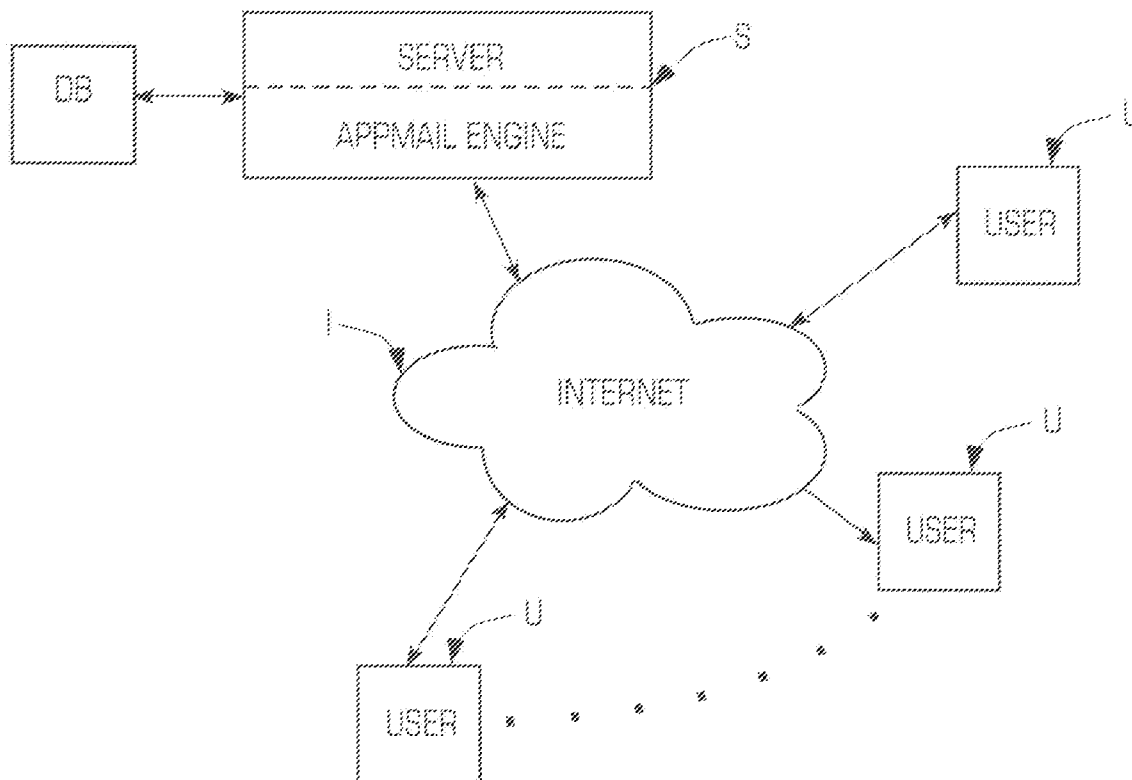 SERVER
S
DB
APPMAIL ENGINE
U
USER
I
INTERNET
U
USER
U
USER